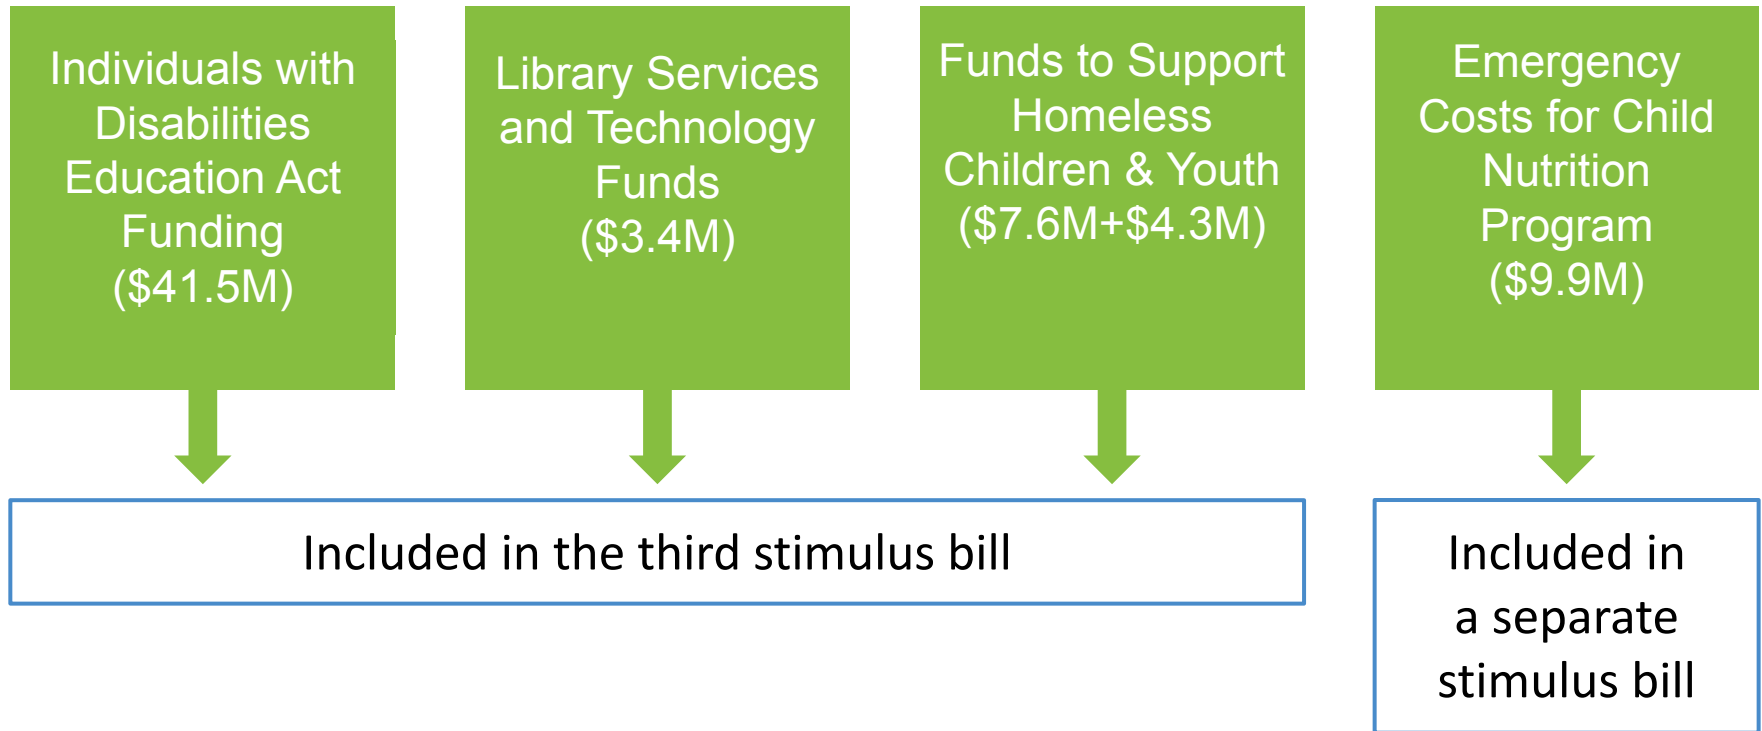 Individuals with
Disabilities
Education Act
Funding
($41.5M)
Library Services
and Technology
Funds
($3.4M)
Funds to Support
Homeless
Children & Youth
($7.6M+$4.3M)
Emergency
Costs for Child
Nutrition
Program
($9.9M)
Included in the third stimulus bill
Included in
a separate
stimulus bill